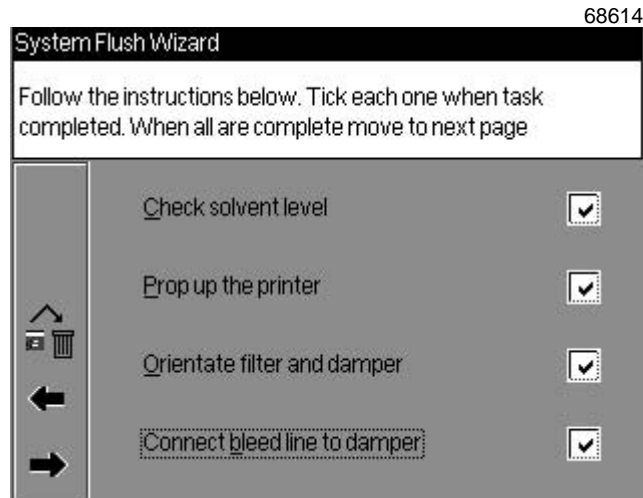 68614
System Flush Wizard
Follow the instructions below. Tick each one when task
completed. When all are complete move to next page
Check solvent level
Prop up the printer
Orientate filter and damper
Connect bleed line to damper